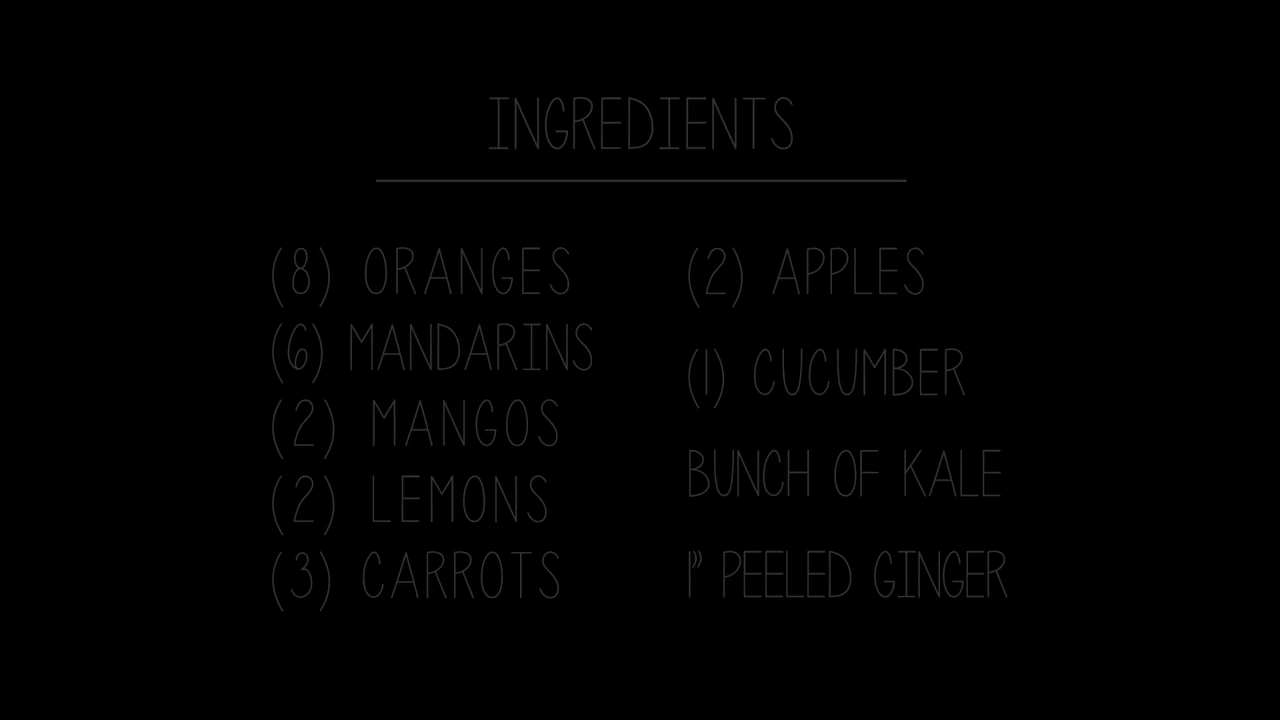 INGREDIENTS
(8) ORANGES
(6) MANDARINS
(2) MANGOS
(2) LEMONS
(3) CARROTS
(2) APPLES
(1) CUCUMBER
BUNCH OF KALE
1" PEELED GINGER